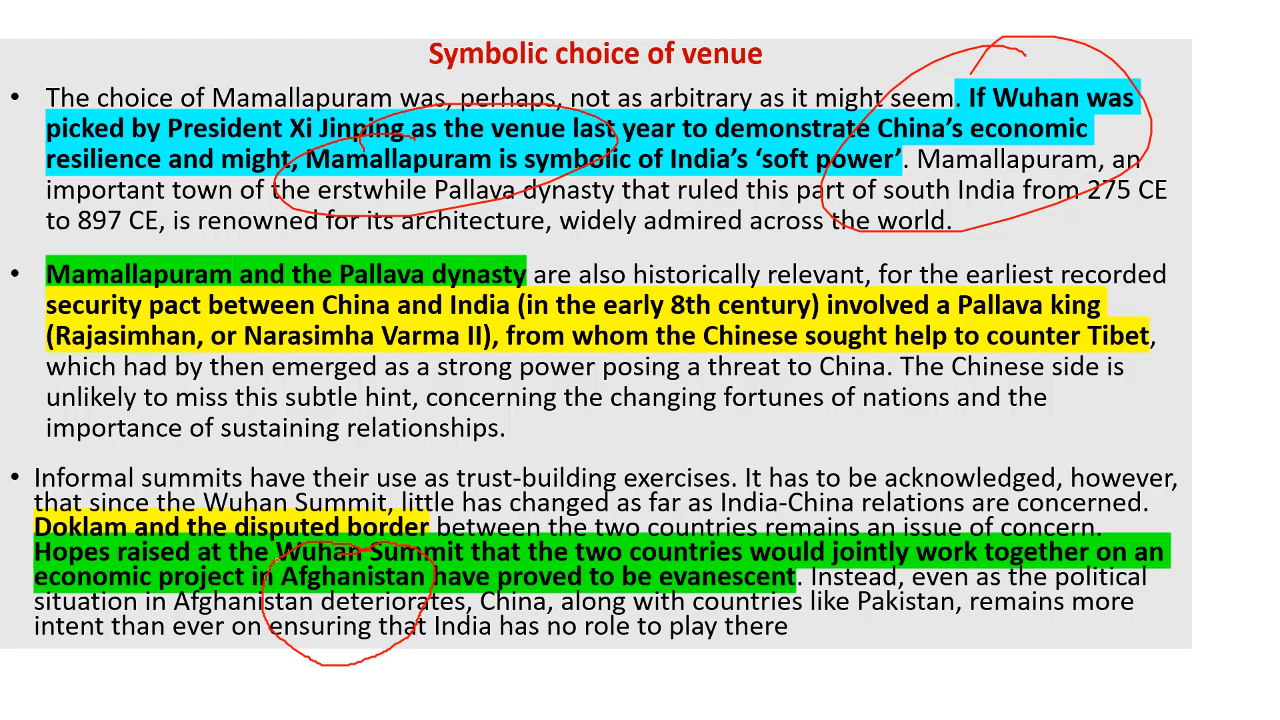 Symbolic choice of venue
• The choice of Mamallapuram was, perhaps, not as arbitrary as it might seem. If Wuhan was
picked by President Xi Jinping as the venue last year to demonstrate China’s economic
resilience and might, Mamallapuram is symbolic of India’s ‘soft power’. Mamallapuram, an
important town of the erstwhile Pallava dynasty that ruled this part of south India from 275 CE
to 897 CE, is renowned for its architecture, widely admired across the world.
• Mamallapuram and the Pallava dynasty are also historically relevant, for the earliest recorded
security pact between China and India (in the early 8th century) involved a Pallava king
(Rajasimhan, or Narasimha Varma II), from whom the Chinese sought help to counter Tibet,
which had by then emerged as a strong power posing a threat to China. The Chinese side is
unlikely to miss this subtle hint, concerning the changing fortunes of nations and the
importance of sustaining relationships.
• Informal summits have their use as trust-building exercises. It has to be acknowledged, however,
that since the Wuhan Summit, little has changed as far as India-China relations are concerned.
Doklam and the disputed border between the two countries remains an issue of concern.
Hopes raised at the Wuhan Summit that the two countries would jointly work together on an
economic project in Afghanistan have proved to be evanescent. Instead, even as the political
situation in Afghanistan deteriorates, China, along with countries like Pakistan, remains more
intent than ever on ensuring that India has no role to play there